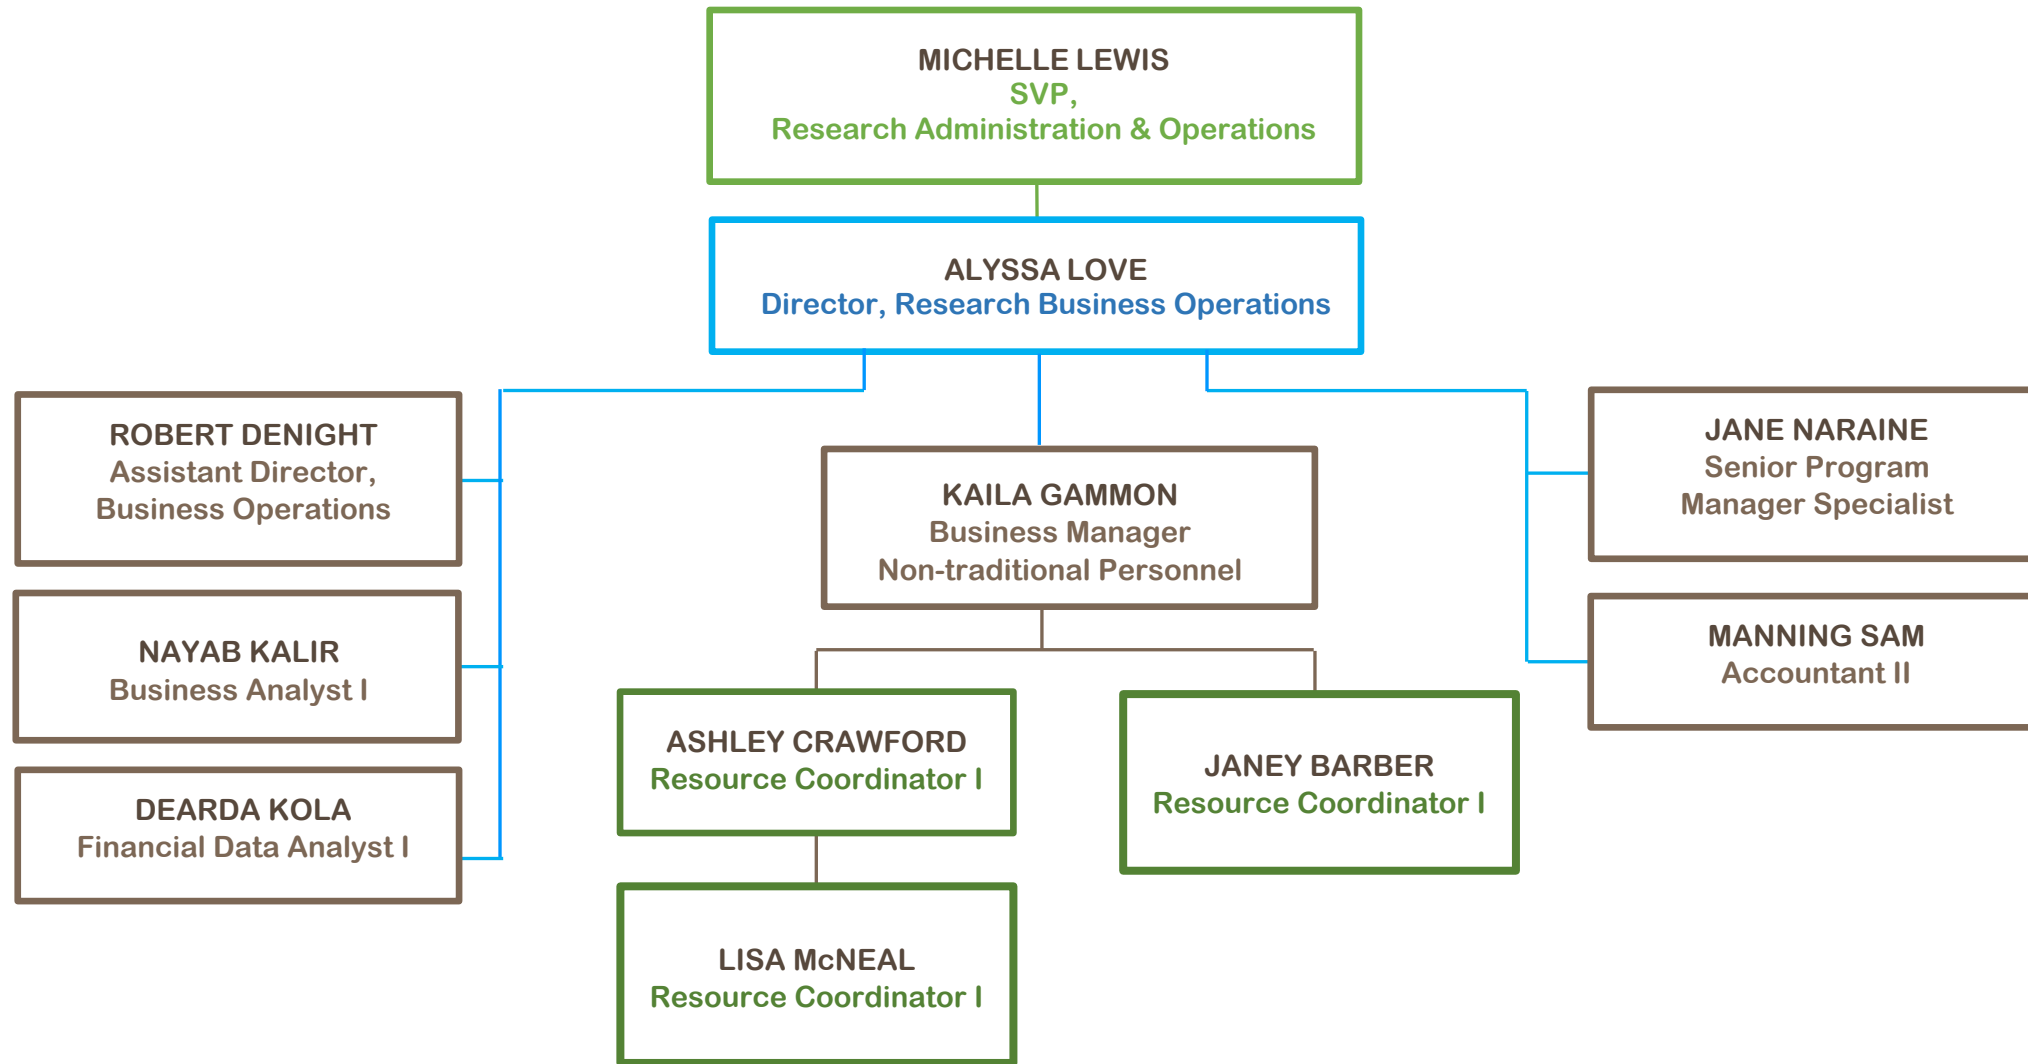 MICHELLE LEWIS
SVP,
Research Administration & Operations
ALYSSA LOVE
Director, Research Business Operations
ROBERT DENIGHT
Assistant Director,
Business Operations
NAYAB KALIR
Business Analyst I
DEARDA KOLA
Financial Data Analyst I
KAILA GAMMON
Business Manager
Non-traditional Personnel
ASHLEY CRAWFORD
Resource Coordinator I
LISA McNEAL
Resource Coordinator I
JANEY BARBER
Resource Coordinator I
JANE NARAINE
Senior Program
Manager Specialist
MANNING SAM
Accountant II